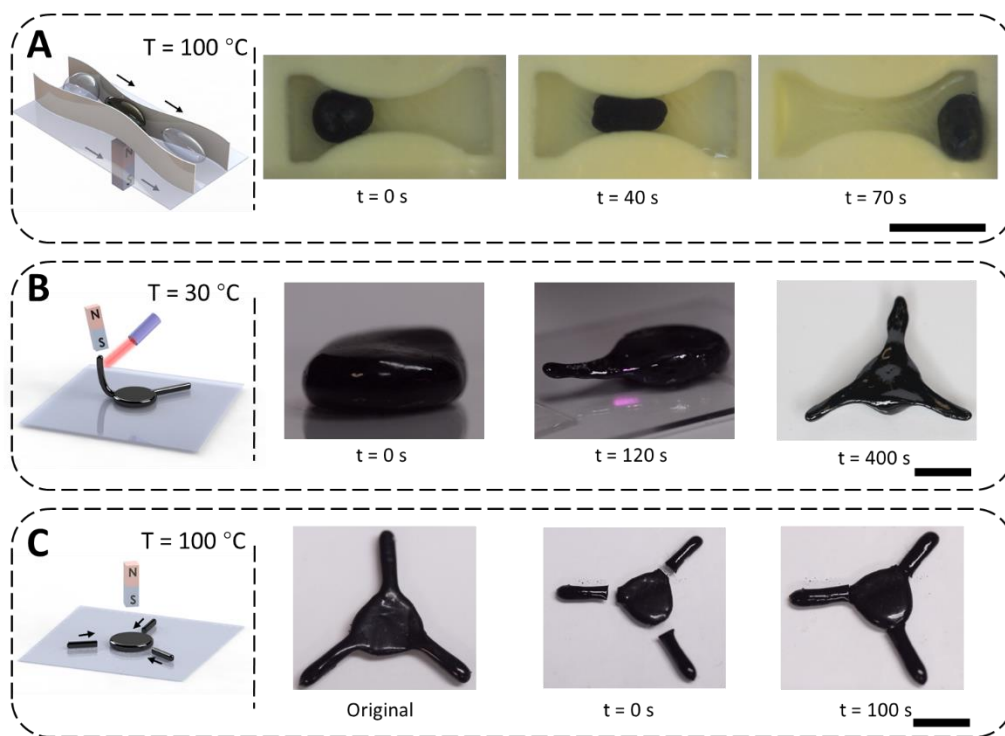 A
T = 100 °C
N
S
t = 0 s
t = 40 s
t = 70 s
B
T = 30 °C
N
S
t = 0 s
t = 120 s
t = 400 s
C
T = 100 °C
N
S
Original
t = 0 s
t = 100 s